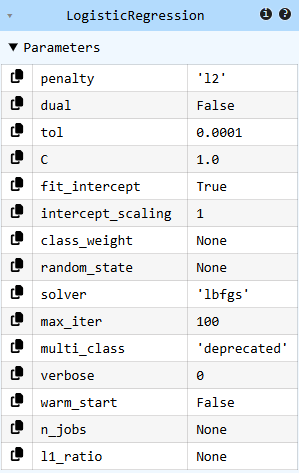 LogisticRegression i ?
Parameters
penalty 'l2'
dual False
tol 0.0001
C 1.0
fit_intercept True
intercept_scaling 1
class_weight None
random_state None
solver 'lbfgs'
max_iter 100
multi_class 'deprecated'
verbose 0
warm_start False
n_jobs None
l1_ratio None